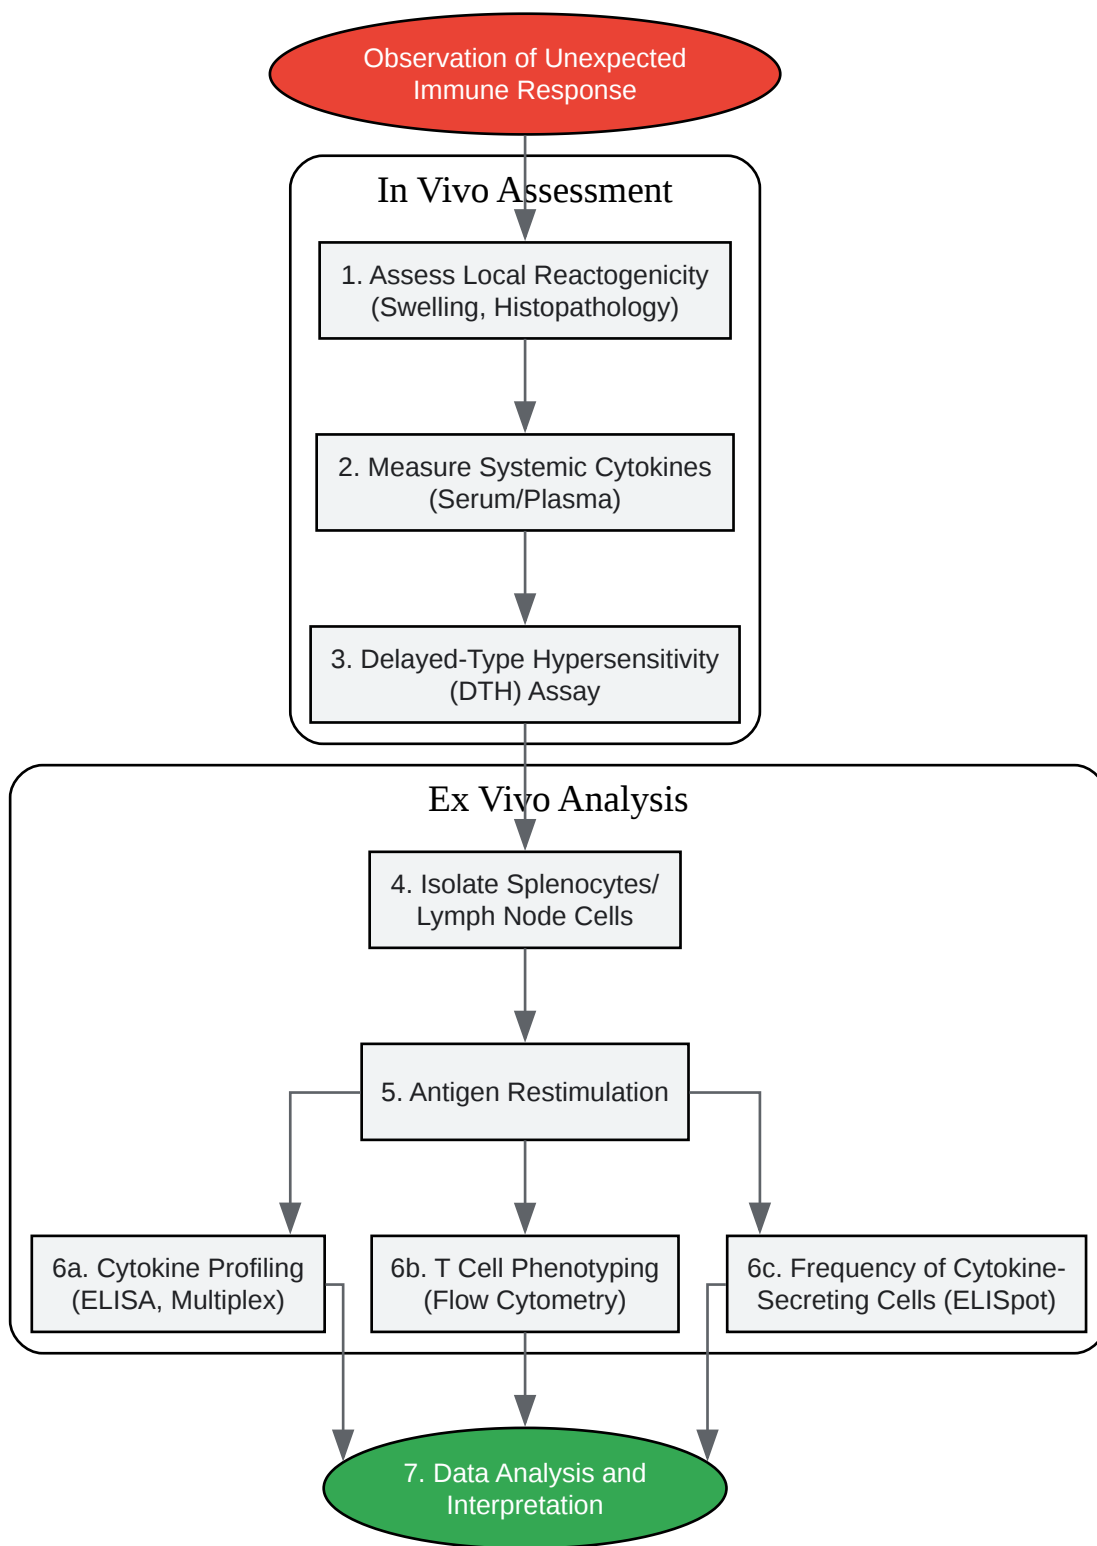 Observation of Unexpected
Immune Response
In Vivo Assessment
1. Assess Local Reactogenicity
(Swelling, Histopathology)
2. Measure Systemic Cytokines
(Serum/Plasma)
3. Delayed-Type Hypersensitivity
(DTH) Assay
Ex Vivo Analysis
4. Isolate Splenocytes/
Lymph Node Cells
5. Antigen Restimulation
6a. Cytokine Profiling
(ELISA, Multiplex)
6b. T Cell Phenotyping
(Flow Cytometry)
6c. Frequency of Cytokine-
Secreting Cells (ELISpot)
7. Data Analysis and
Interpretation